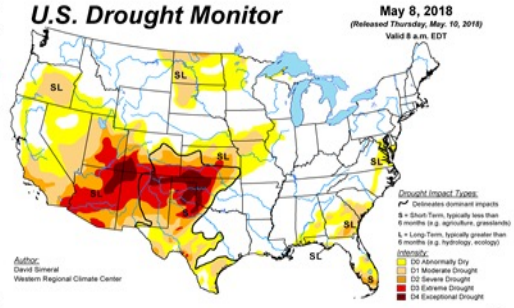 U.S. Drought Monitor
May 8, 2018
(Released Thursday, May. 10, 2018)
Valid 8 a.m. EDT
SL
SL
SL
SL
SL
S
SL
SL
S
Drought Impact Types:
Delineates dominant impacts
S = Short-Term, typically less than
6 months (e.g. agriculture, grasslands)
L = Long-Term, typically greater than
6 months (e.g. hydrology, ecology)
Intensity:
D0 Abnormally Dry
D1 Moderate Drought
D2 Severe Drought
D3 Extreme Drought
D4 Exceptional Drought
Author:
David Simeral
Western Regional Climate Center